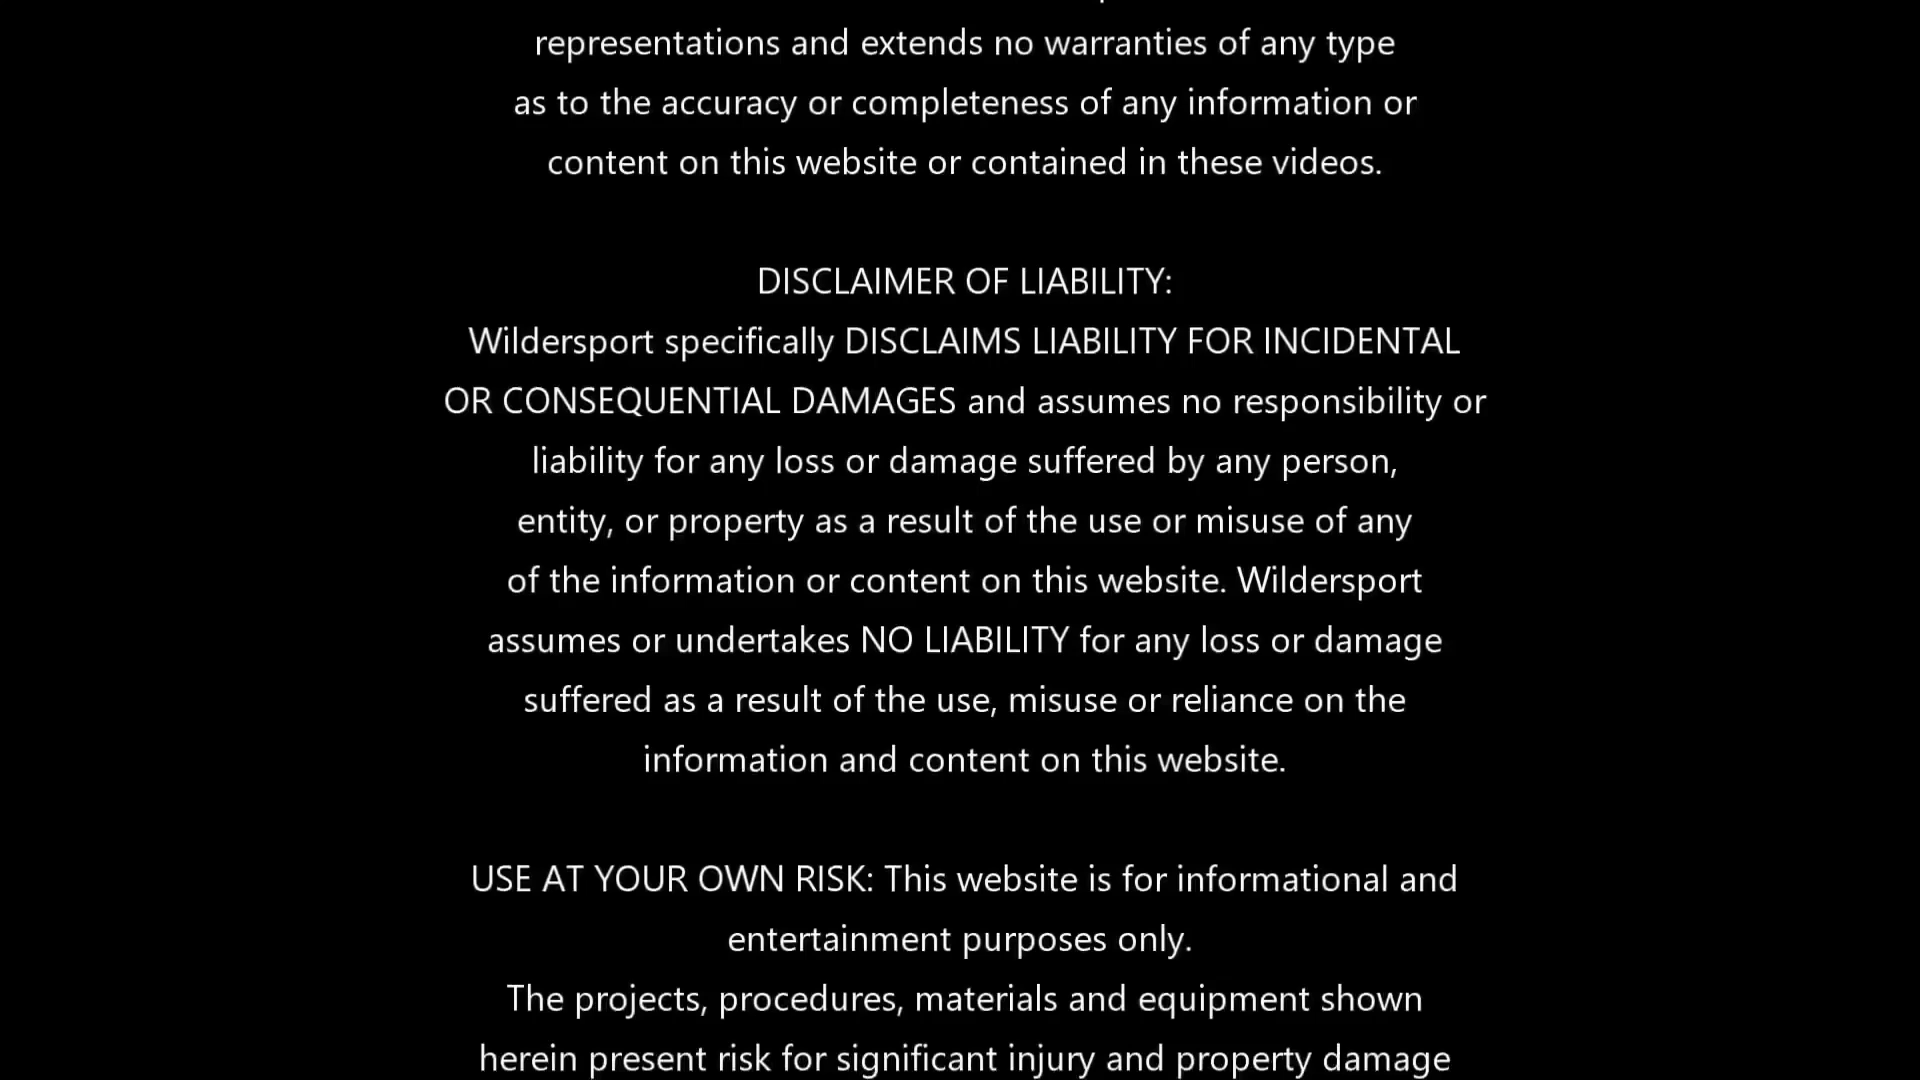 representations and extends no warranties of any type
as to the accuracy or completeness of any information or
content on this website or contained in these videos.
DISCLAIMER OF LIABILITY:
Wildersport specifically DISCLAIMS LIABILITY FOR INCIDENTAL
OR CONSEQUENTIAL DAMAGES and assumes no responsibility or
liability for any loss or damage suffered by any person,
entity, or property as a result of the use or misuse of any
of the information or content on this website. Wildersport
assumes or undertakes NO LIABILITY for any loss or damage
suffered as a result of the use, misuse or reliance on the
information and content on this website.
USE AT YOUR OWN RISK: This website is for informational and
entertainment purposes only.
The projects, procedures, materials and equipment shown
herein present risk for significant injury and property damage